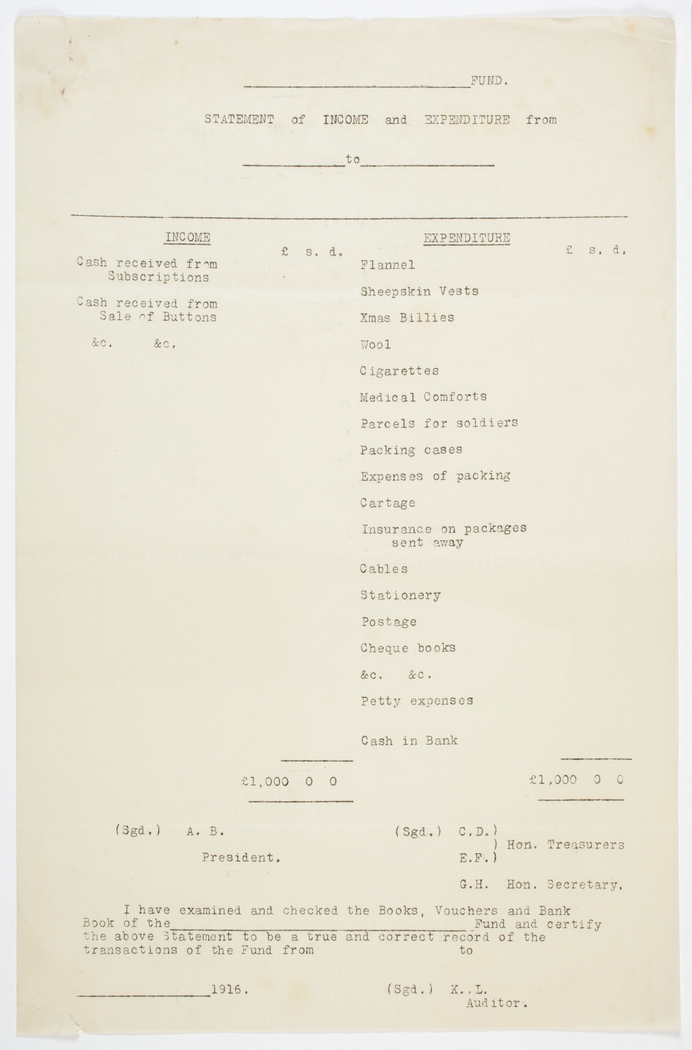 FUND.
STATEMENT of INCOME and EXPENDITURE from
to
INCOME
£ s. d.
Cash received from
Subscriptions
Cash received from
Sale of Buttons
&c. &c.
EXPENDITURE
£ s. d.
Flannel
Sheepskin Vests
Xmas Billies
Wool
Cigarettes
Medical Comforts
Parcels for soldiers
Packing cases
Expenses of packing
Cartage
Insurance on packages
sent away
Cables
Stationery
Postage
Cheque books
&c. &c.
Petty expenses
Cash in Bank
£1,000 0 0 £1,000 0 0
(Sgd.) A. B.
President.
(Sgd.) C.D.)
) Hon. Treasurers
E.F.)
G.H. Hon. Secretary.
I have examined and checked the Books, Vouchers and Bank
Book of the Fund and certify
the above Statement to be a true and correct record of the
transactions of the Fund from to
1916. (Sgd.) K..L.
Auditor.